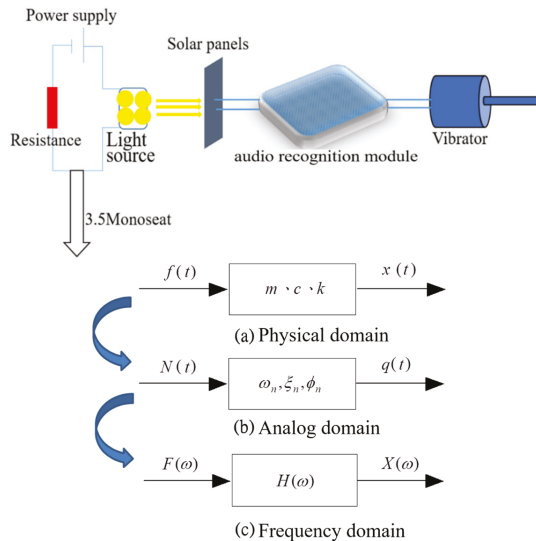 Power supply
Solar panels
Resistance
Light
source
audio recognition module
Vibrator
3.5Monoseat
f(t)
m、c、k
x(t)
(a) Physical domain
N(t)
ωₙ,ξₙ,ϕₙ
q(t)
(b) Analog domain
F(ω)
H(ω)
X(ω)
(c) Frequency domain